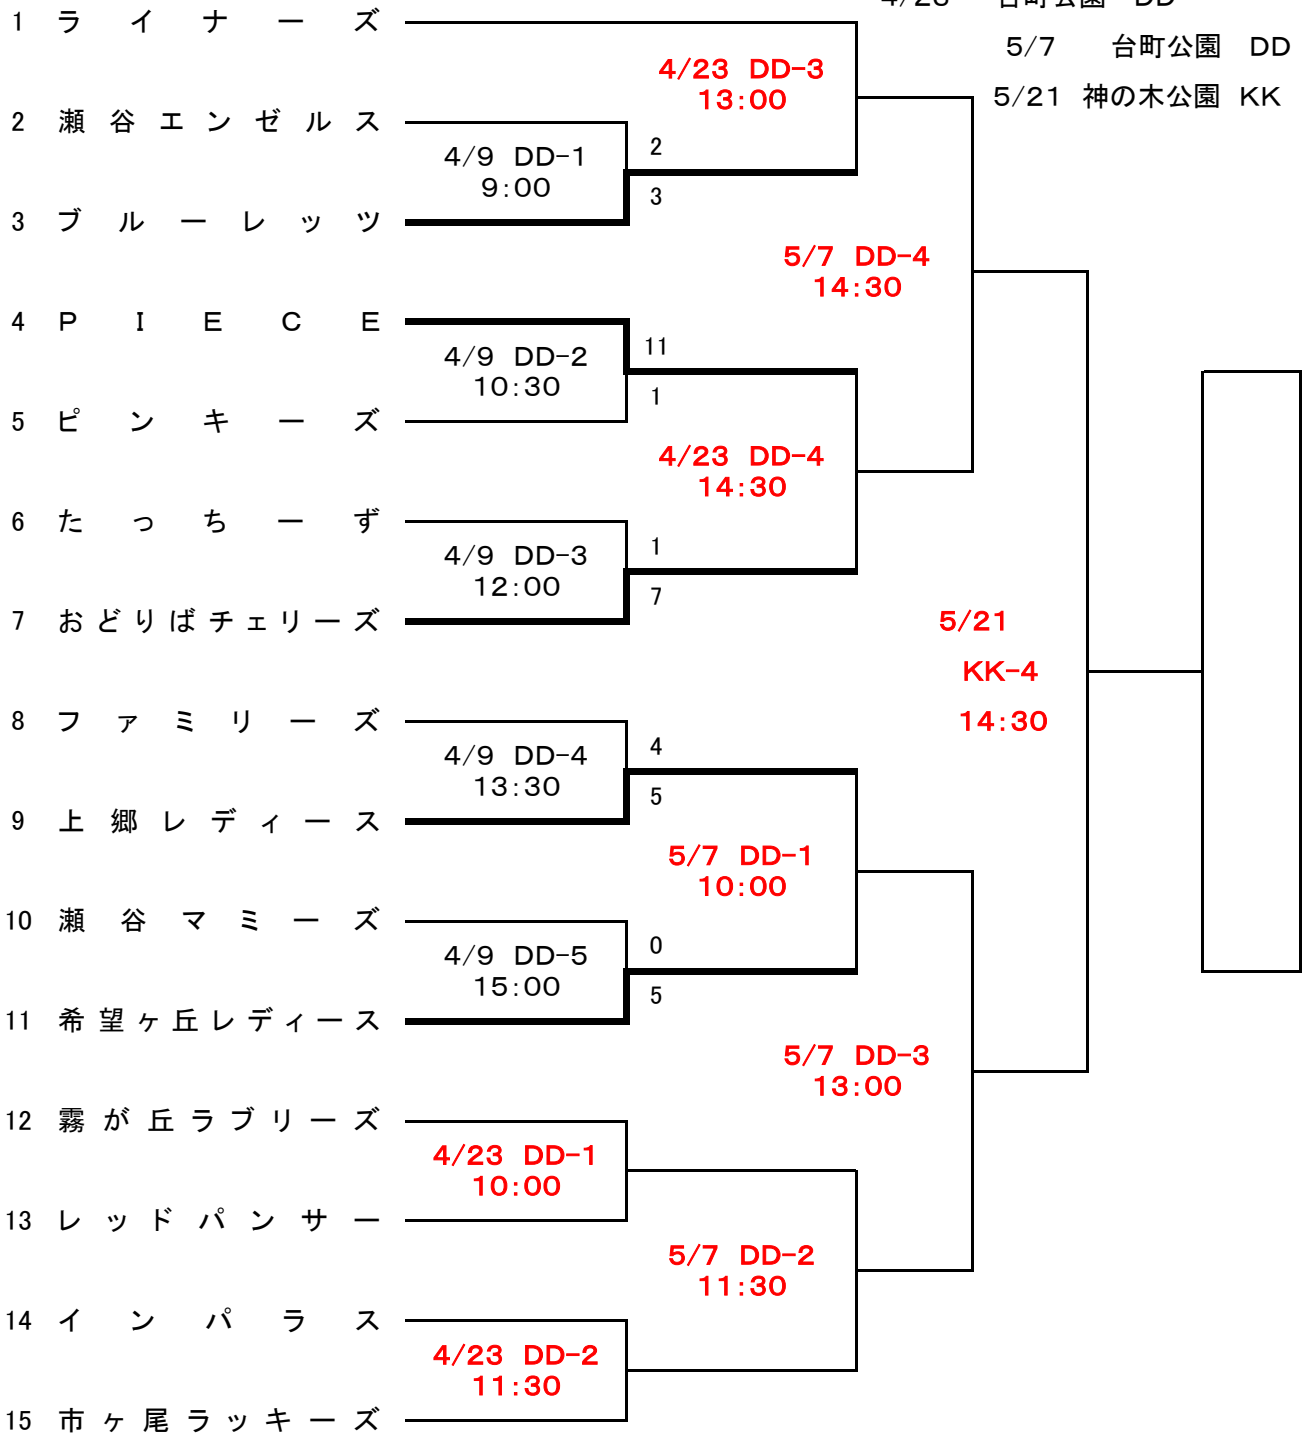 4/23 台町公園 DD
5/7 台町公園 DD
5/21 神の木公園 KK
1 ライナーズ
4/23 DD-3
13:00
2 瀬谷エンゼルス
4/9 DD-1
9:00
2
3
3 ブルーレッツ
5/7 DD-4
14:30
4 PIECE
4/9 DD-2
10:30
11
1
5 ピンキーズ
4/23 DD-4
14:30
6 たっちーず
4/9 DD-3
12:00
1
7
7 おどりばチェリーズ
5/21
KK-4
14:30
8 ファミリーズ
4/9 DD-4
13:30
4
5
9 上郷レディース
5/7 DD-1
10:00
10 瀬谷マミーズ
4/9 DD-5
15:00
0
5
11 希望ヶ丘レディース
5/7 DD-3
13:00
12 霧が丘ラブリーズ
4/23 DD-1
10:00
13 レッドパンサー
5/7 DD-2
11:30
14 インパラス
4/23 DD-2
11:30
15 市ヶ尾ラッキーズ